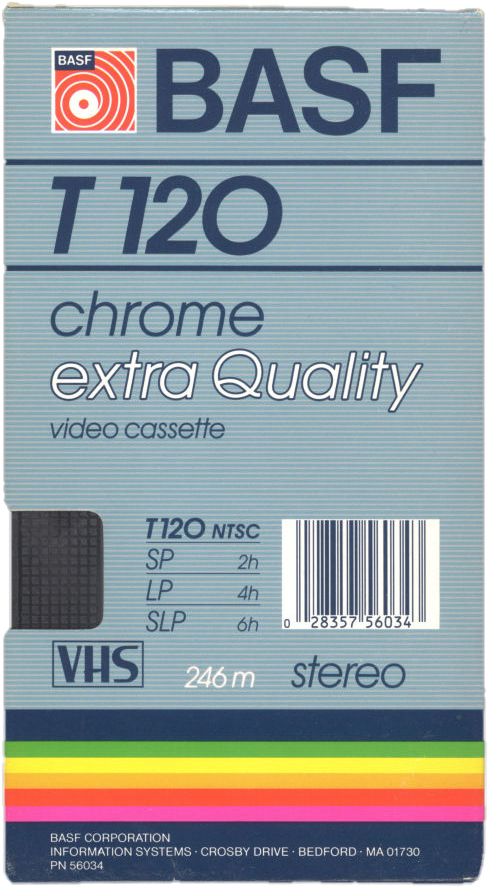 BASF
BASF
T 120
chrome
extra Quality
video cassette
T120 NTSC
SP 2h
LP 4h
SLP 6h
0 28357 56034
VHS
246 m
stereo
BASF CORPORATION
INFORMATION SYSTEMS · CROSBY DRIVE · BEDFORD · MA 01730
PN 56034